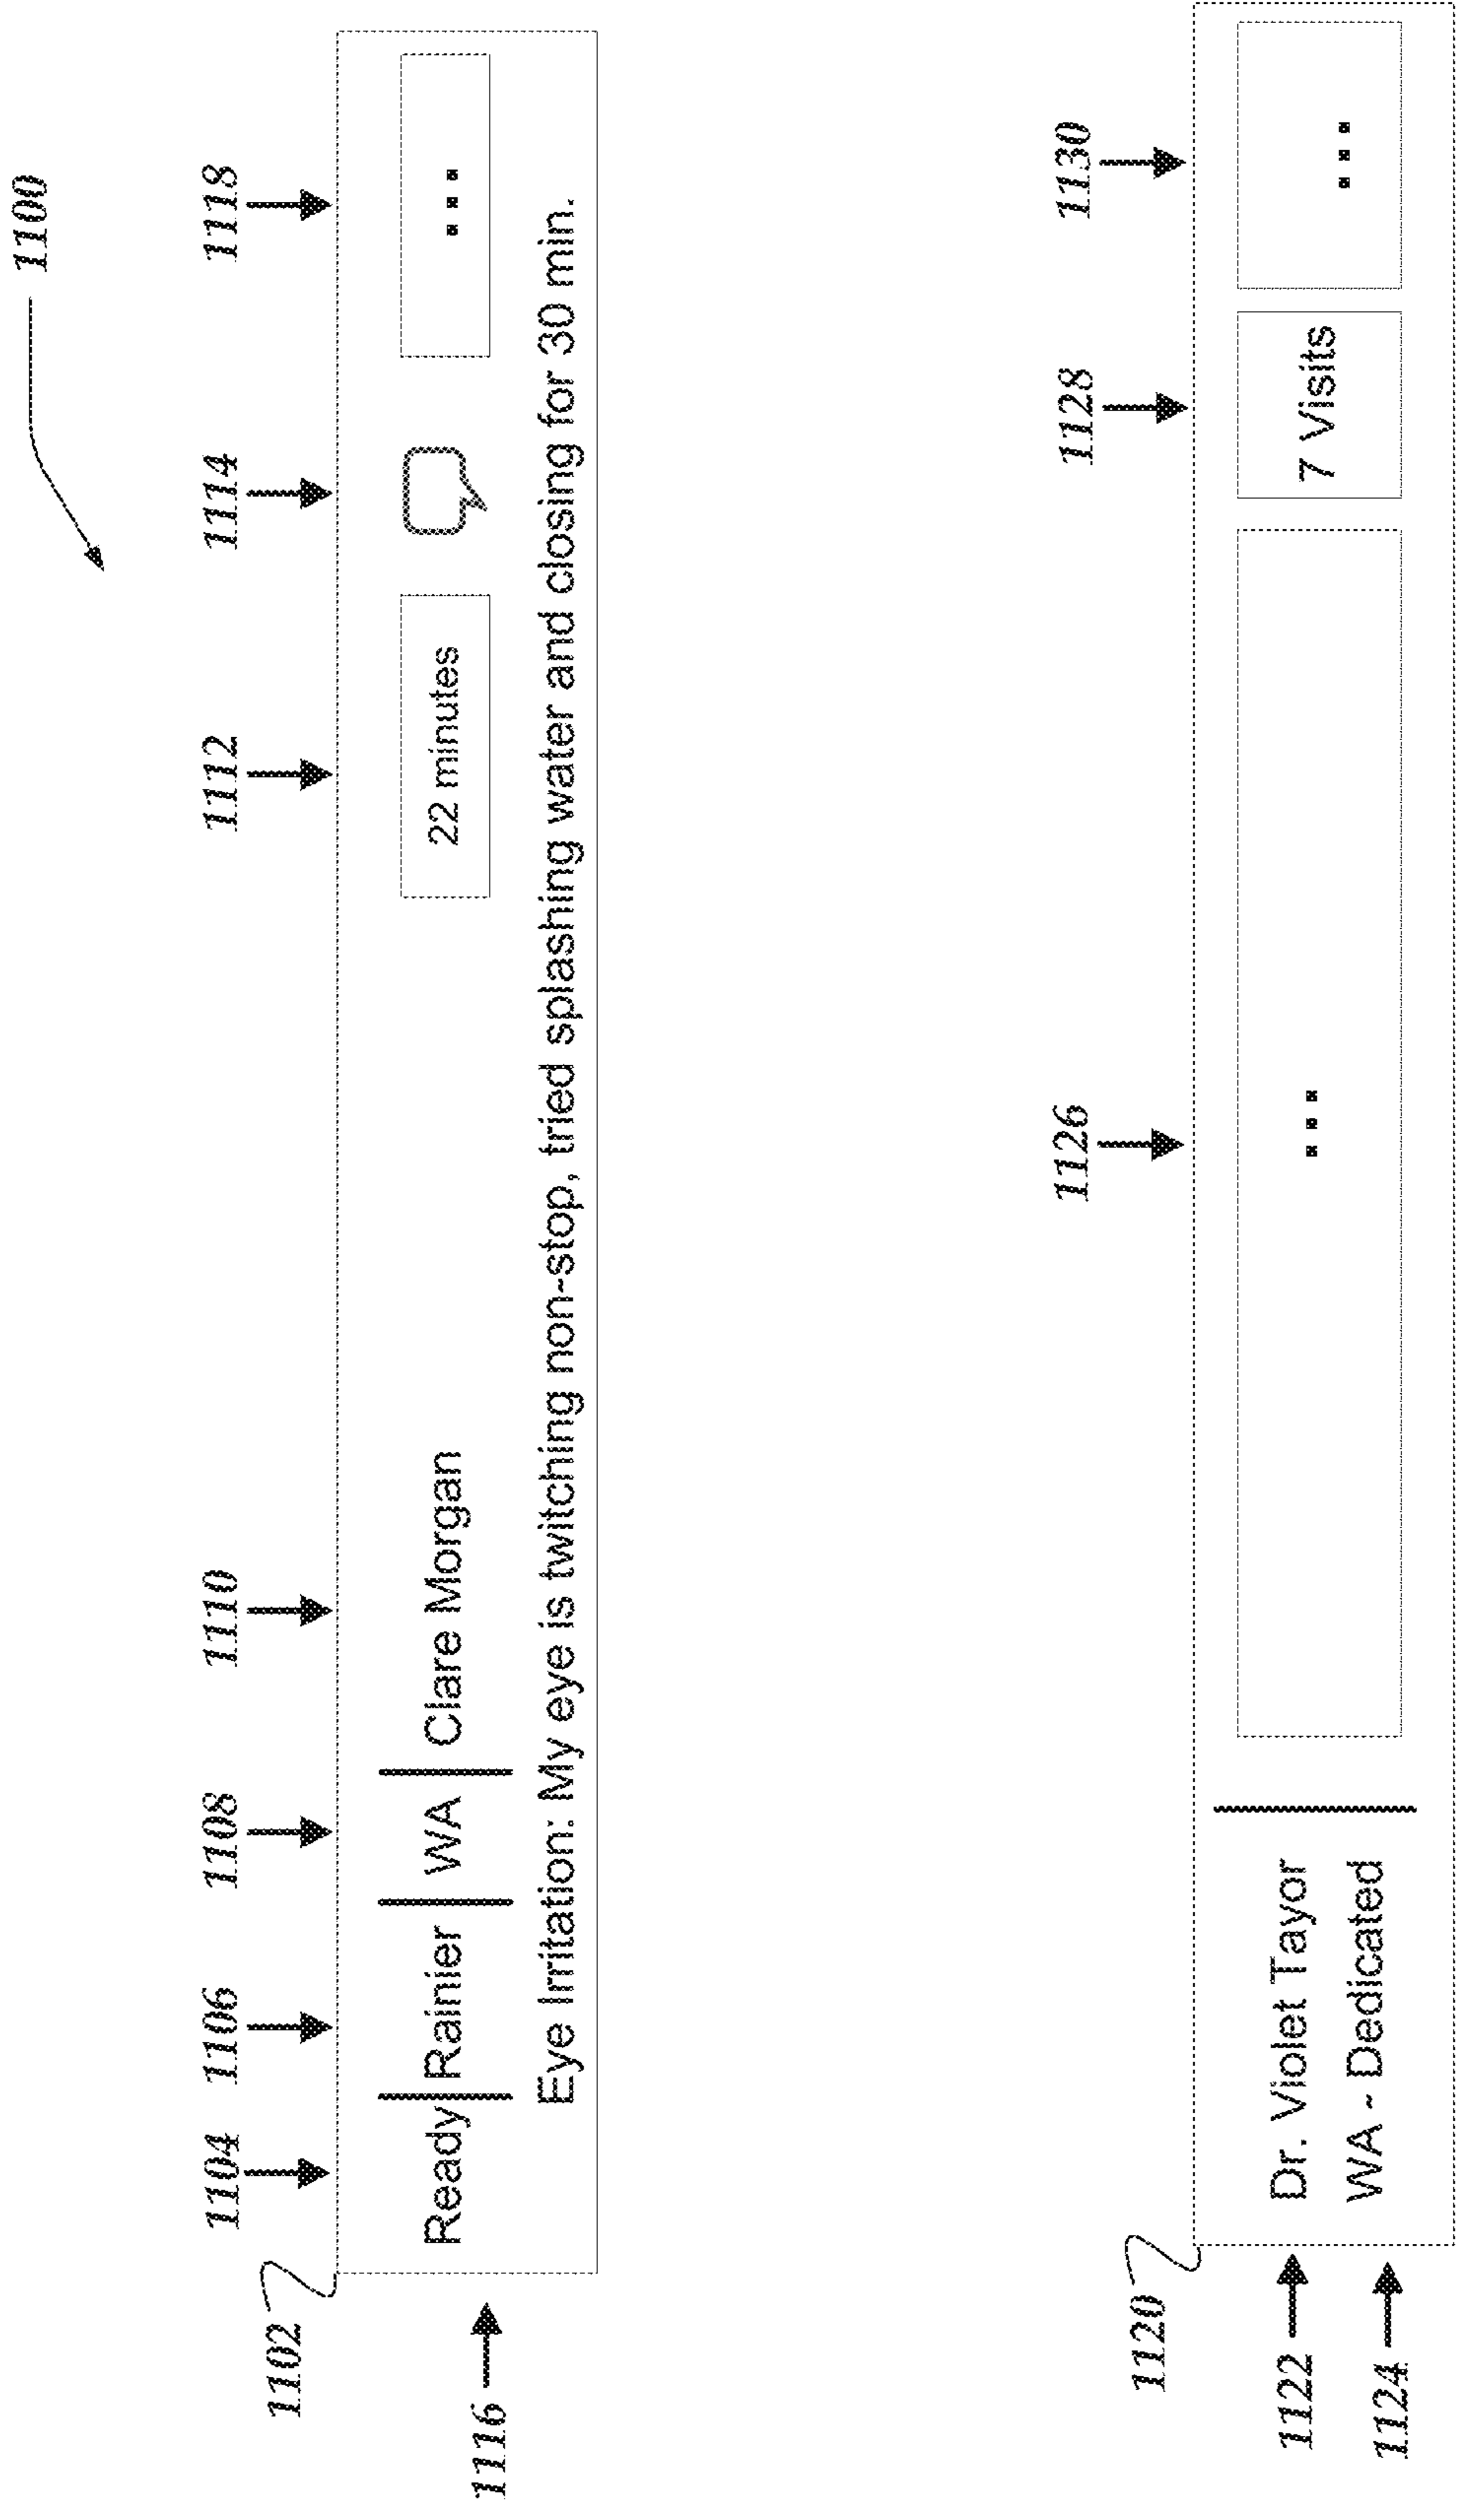 1100
1104 1106 1108 1110 1112 1114 1118
1102
Ready Rainier WA Clare Morgan 22 minutes ...
1116
Eye Irritation: My eye is twitching non-stop, tried splashing water and closing for 30 min.
1126 1128 1130
1120
1122
Dr. Violet Tayor ... 7 Visits ...
1124
WA - Dedicated